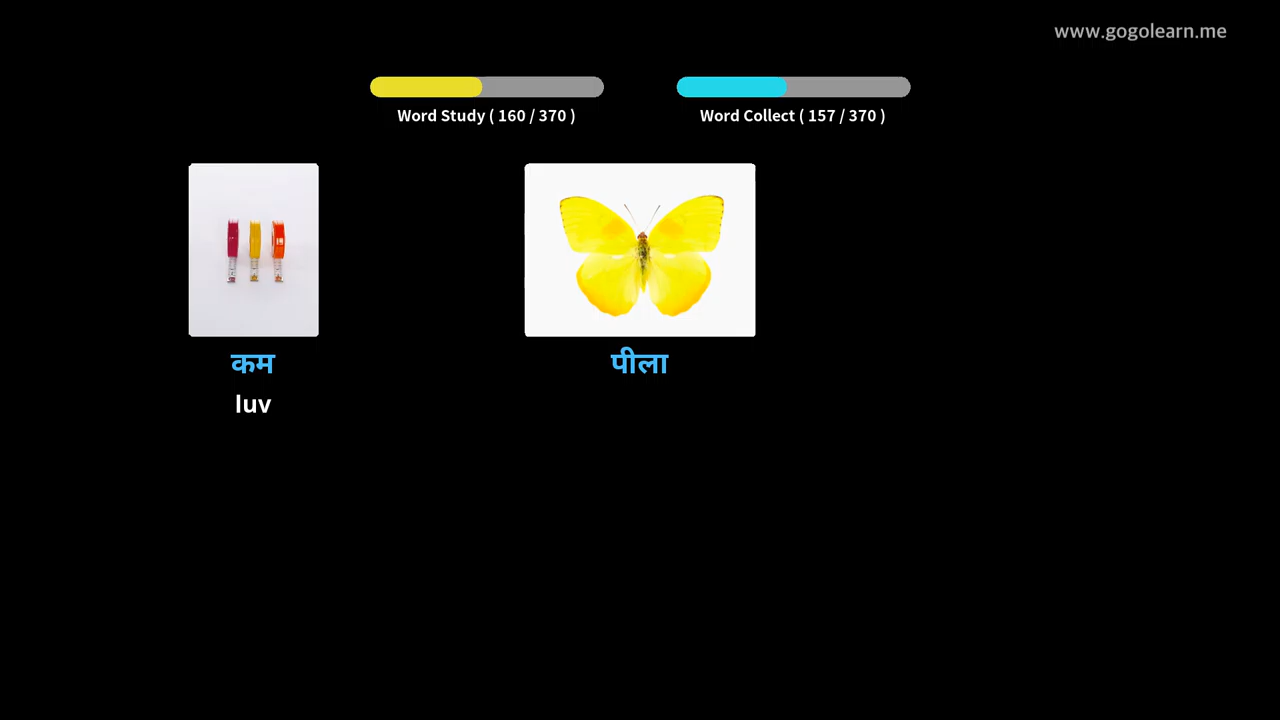 www.gogolearn.me
Word Study ( 160 / 370 )
Word Collect ( 157 / 370 )
कम
पीला
luv